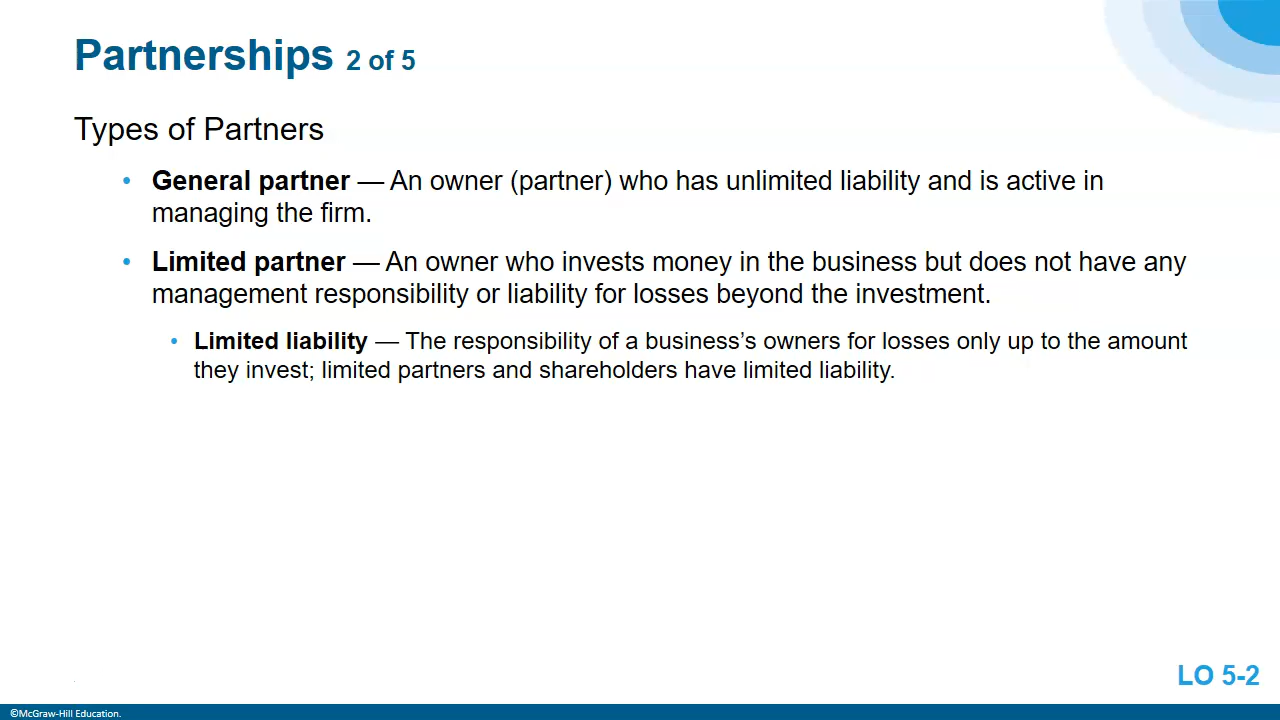 Partnerships 2 of 5
Types of Partners
• General partner — An owner (partner) who has unlimited liability and is active in
managing the firm.
• Limited partner — An owner who invests money in the business but does not have any
management responsibility or liability for losses beyond the investment.
• Limited liability — The responsibility of a business’s owners for losses only up to the amount
they invest; limited partners and shareholders have limited liability.
LO 5-2
©McGraw-Hill Education.